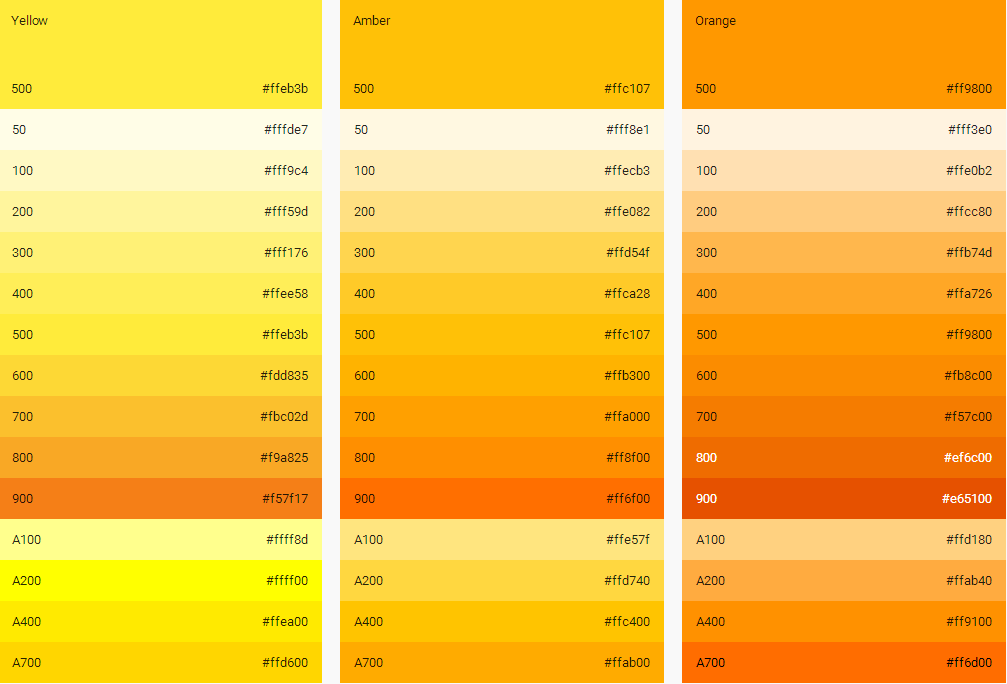 Yellow
500 #ffeb3b
50 #fffde7
100 #fff9c4
200 #fff59d
300 #fff176
400 #ffee58
500 #ffeb3b
600 #fdd835
700 #fbc02d
800 #f9a825
900 #f57f17
A100 #ffff8d
A200 #ffff00
A400 #ffea00
A700 #ffd600
Amber
500 #ffc107
50 #fff8e1
100 #ffecb3
200 #ffe082
300 #ffd54f
400 #ffca28
500 #ffc107
600 #ffb300
700 #ffa000
800 #ff8f00
900 #ff6f00
A100 #ffe57f
A200 #ffd740
A400 #ffc400
A700 #ffab00
Orange
500 #ff9800
50 #fff3e0
100 #ffe0b2
200 #ffcc80
300 #ffb74d
400 #ffa726
500 #ff9800
600 #fb8c00
700 #f57c00
800 #ef6c00
900 #e65100
A100 #ffd180
A200 #ffab40
A400 #ff9100
A700 #ff6d00